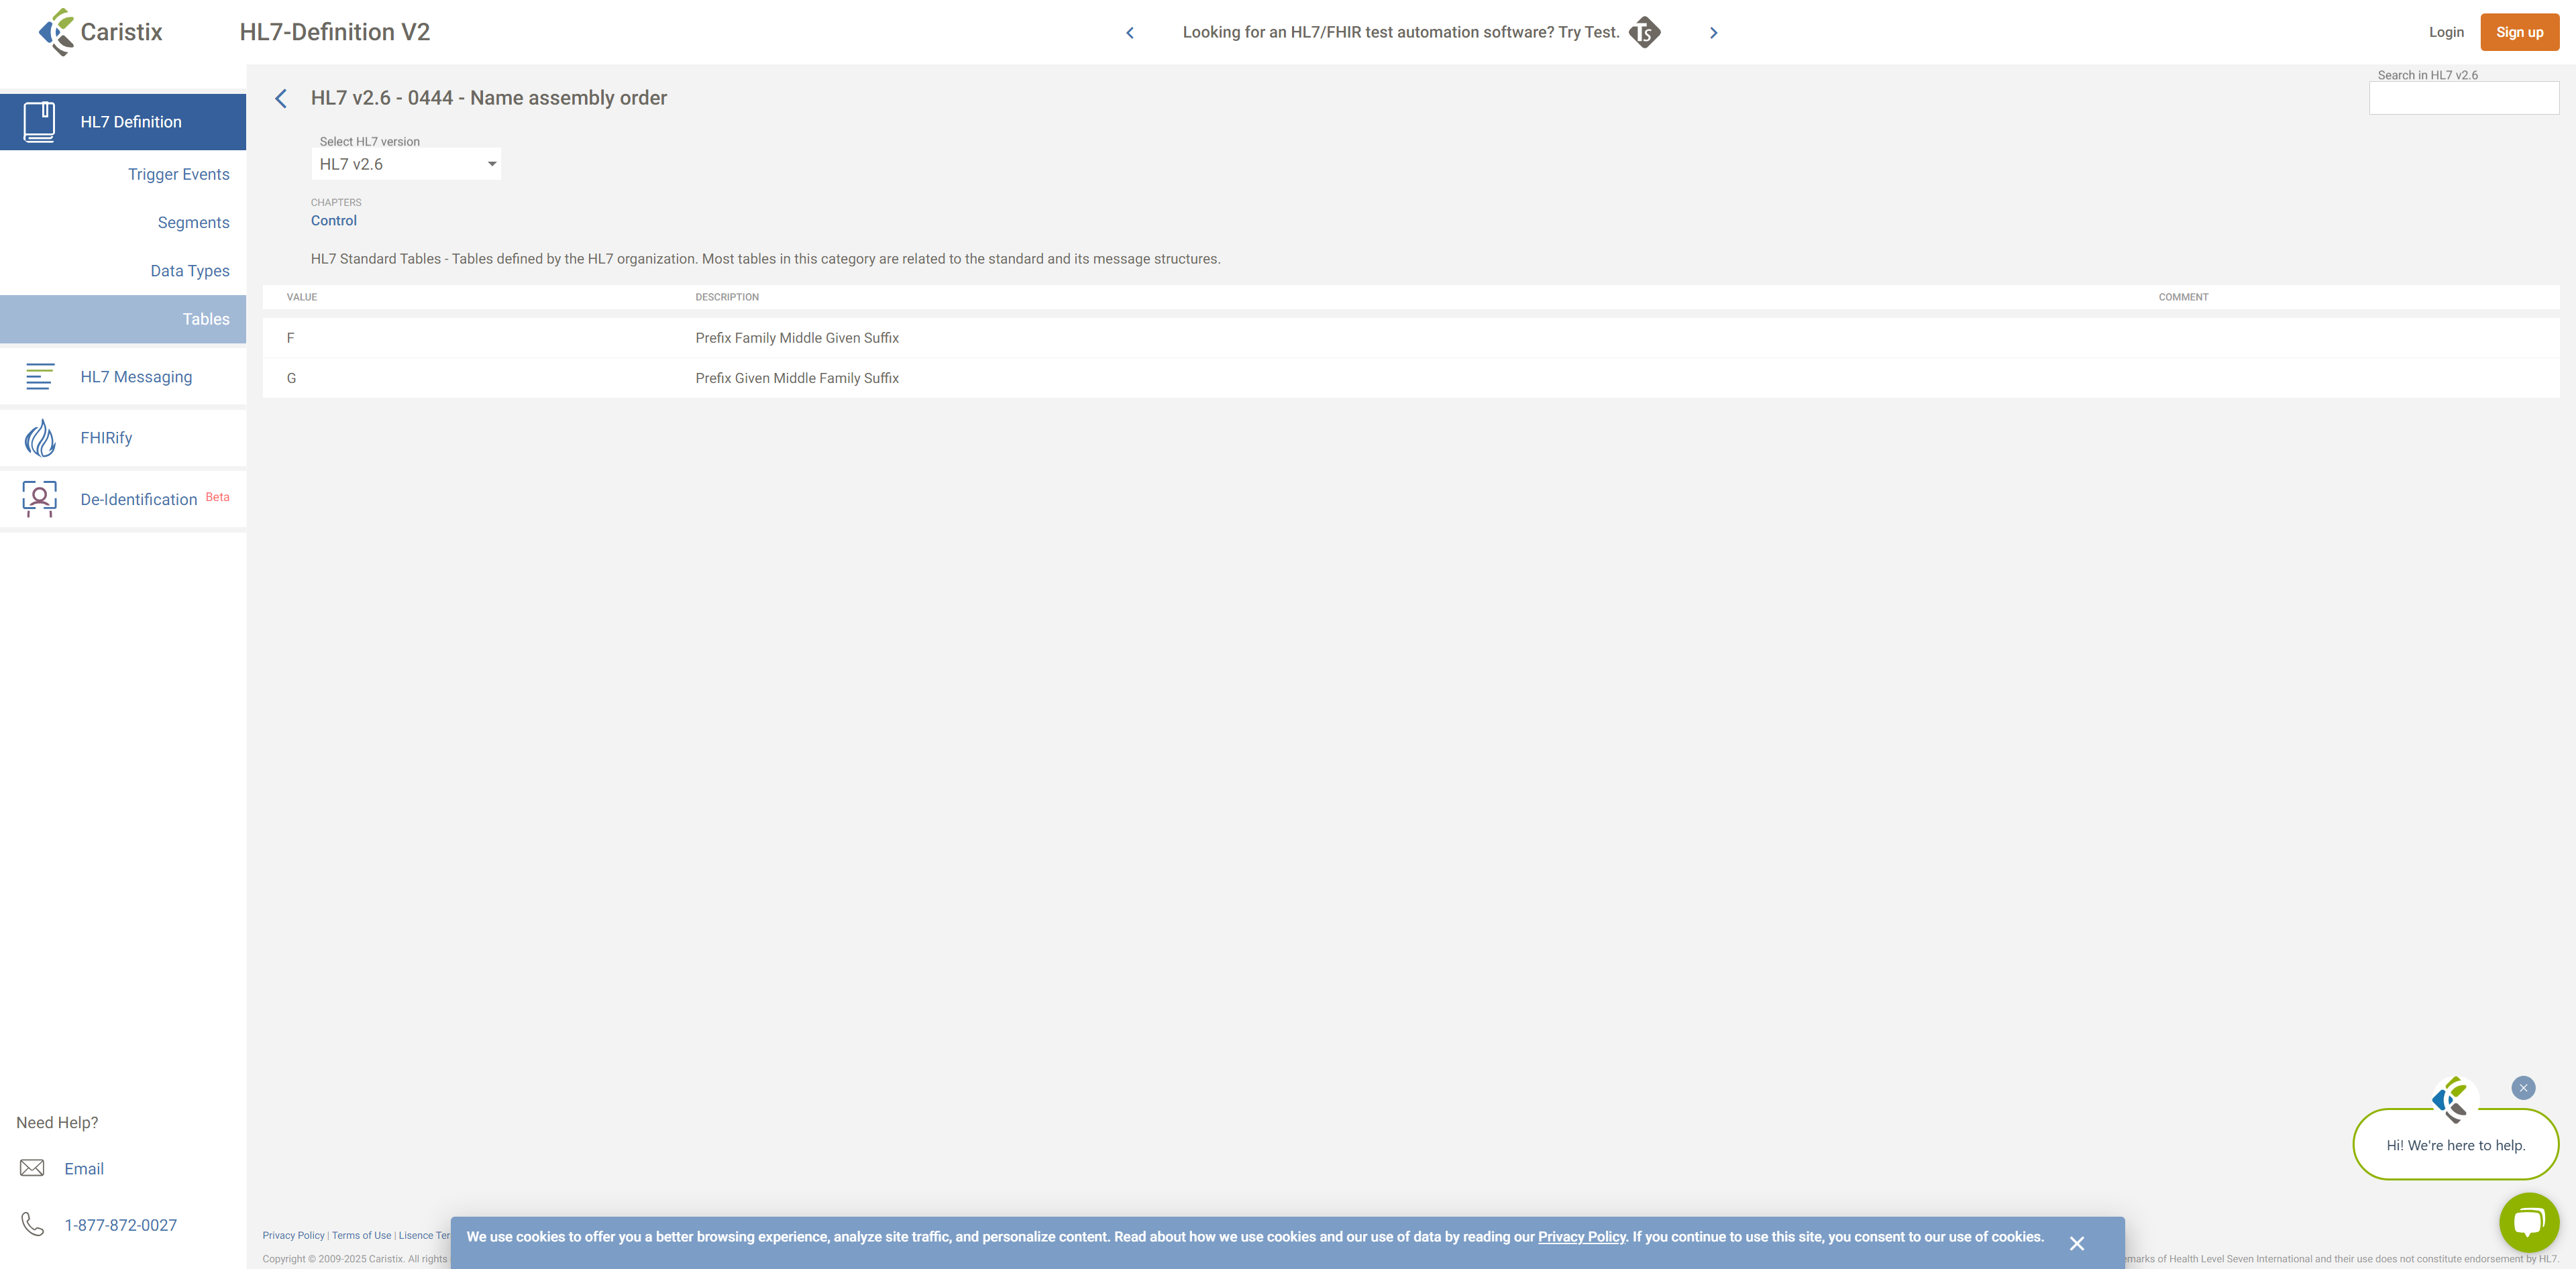 Caristix
HL7-Definition V2
Looking for an HL7/FHIR test automation software? Try Test.
Ts
Login
Sign up
HL7 Definition
Trigger Events
Segments
Data Types
Tables
HL7 Messaging
FHIRify
De-Identification Beta
Need Help?
Email
1-877-872-0027
HL7 v2.6 - 0444 - Name assembly order
Search in HL7 v2.6
Select HL7 version
HL7 v2.6
CHAPTERS
Control
HL7 Standard Tables - Tables defined by the HL7 organization. Most tables in this category are related to the standard and its message structures.
VALUE DESCRIPTION COMMENT
F Prefix Family Middle Given Suffix
G Prefix Given Middle Family Suffix
Hi! We're here to help.
Privacy Policy | Terms of Use | Lisence Ter
We use cookies to offer you a better browsing experience, analyze site traffic, and personalize content. Read about how we use cookies and our use of data by reading our Privacy Policy. If you continue to use this site, you consent to our use of cookies.
Copyright © 2009-2025 Caristix. All rights
emarks of Health Level Seven International and their use does not constitute endorsement by HL7.